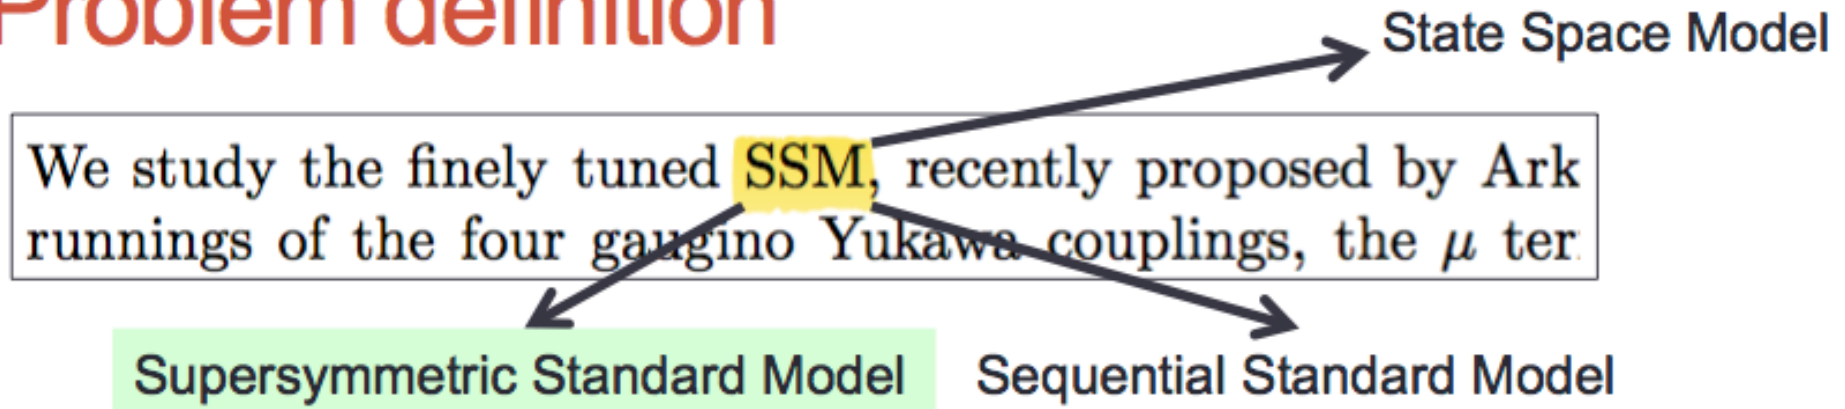 Problem definition
State Space Model
We study the finely tuned SSM, recently proposed by Ark
runnings of the four gaugino Yukawa couplings, the μ ter
Supersymmetric Standard Model
Sequential Standard Model